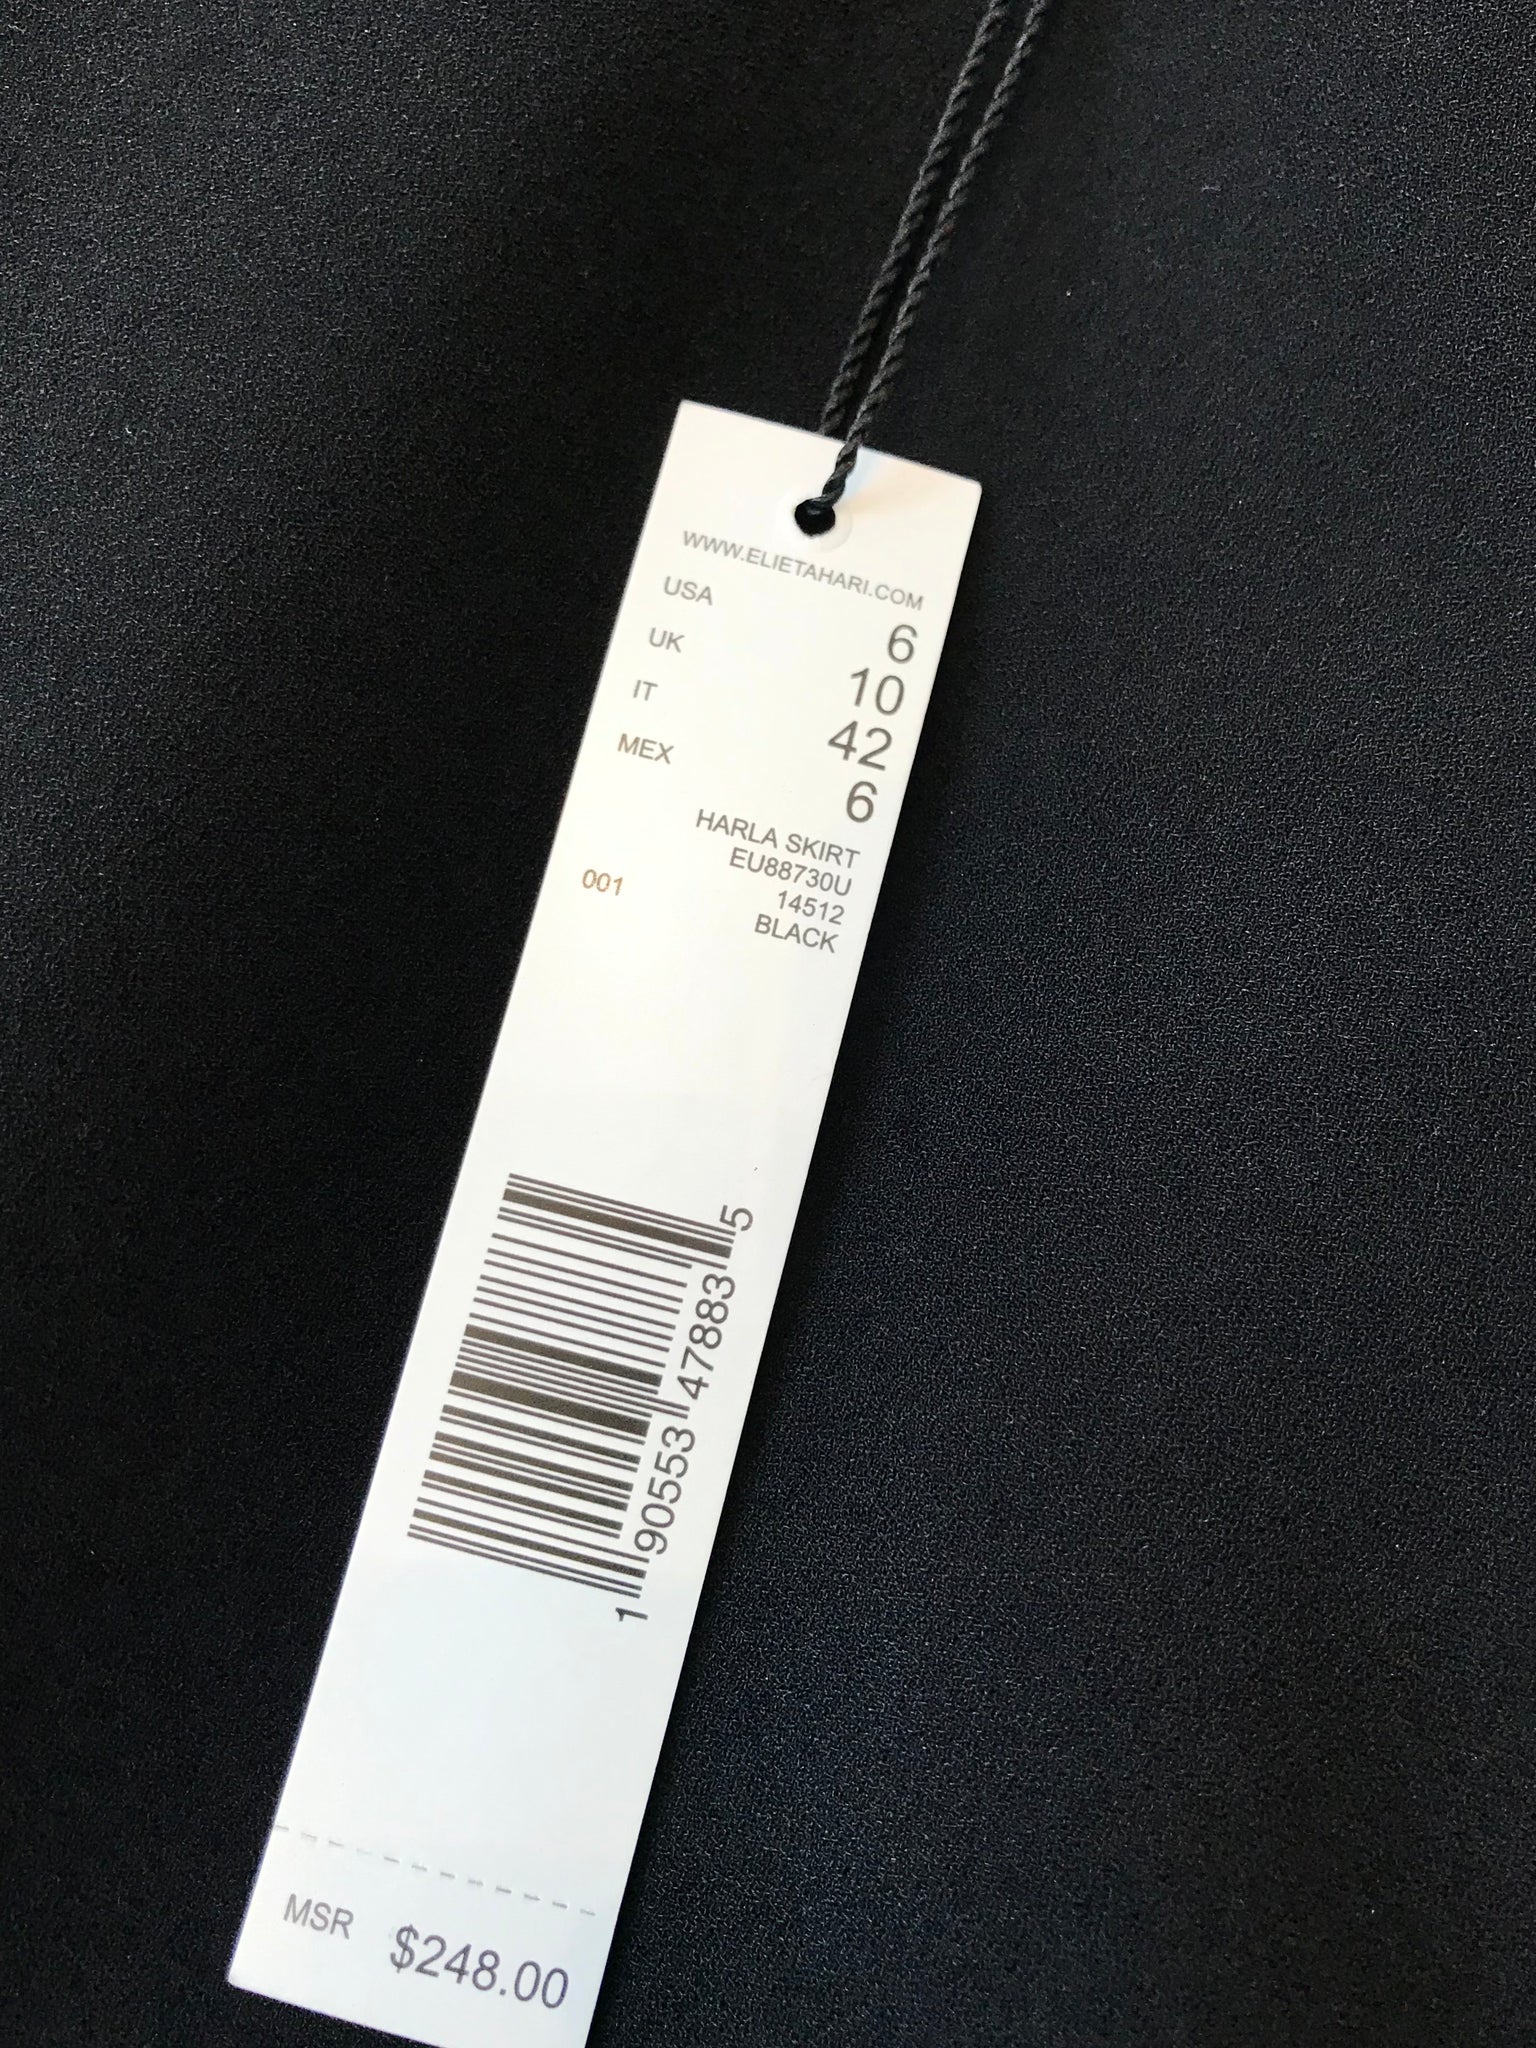 WWW.ELIETAHARI.COM
USA 6
UK 10
IT 42
MEX 6
HARLA SKIRT
EU88730U
001 14512
BLACK
1 90553 47883 5
MSR $248.00